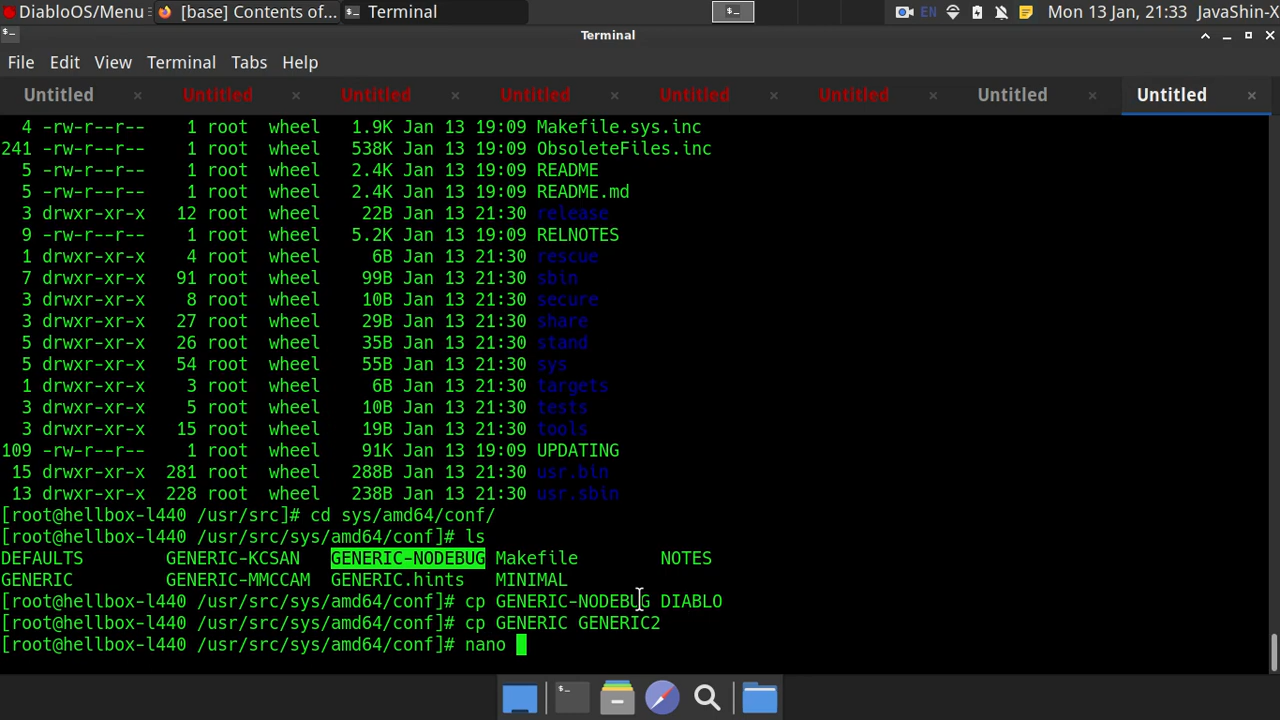 DiabloOS/Menu [base] Contents of... Terminal EN Mon 13 Jan, 21:33 JavaShin-X
Terminal
File Edit View Terminal Tabs Help
Untitled Untitled Untitled Untitled Untitled Untitled Untitled Untitled
4 -rw-r--r-- 1 root wheel 1.9K Jan 13 19:09 Makefile.sys.inc
241 -rw-r--r-- 1 root wheel 538K Jan 13 19:09 ObsoleteFiles.inc
5 -rw-r--r-- 1 root wheel 2.4K Jan 13 19:09 README
5 -rw-r--r-- 1 root wheel 2.4K Jan 13 19:09 README.md
3 drwxr-xr-x 12 root wheel 22B Jan 13 21:30 release
9 -rw-r--r-- 1 root wheel 5.2K Jan 13 19:09 RELNOTES
1 drwxr-xr-x 4 root wheel 6B Jan 13 21:30 rescue
7 drwxr-xr-x 91 root wheel 99B Jan 13 21:30 sbin
3 drwxr-xr-x 8 root wheel 10B Jan 13 21:30 secure
3 drwxr-xr-x 27 root wheel 29B Jan 13 21:30 share
5 drwxr-xr-x 26 root wheel 35B Jan 13 21:30 stand
5 drwxr-xr-x 54 root wheel 55B Jan 13 21:30 sys
1 drwxr-xr-x 3 root wheel 6B Jan 13 21:30 targets
3 drwxr-xr-x 5 root wheel 10B Jan 13 21:30 tests
3 drwxr-xr-x 15 root wheel 19B Jan 13 21:30 tools
109 -rw-r--r-- 1 root wheel 91K Jan 13 19:09 UPDATING
15 drwxr-xr-x 281 root wheel 288B Jan 13 21:30 usr.bin
13 drwxr-xr-x 228 root wheel 238B Jan 13 21:30 usr.sbin
[root@hellbox-l440 /usr/src]# cd sys/amd64/conf/
[root@hellbox-l440 /usr/src/sys/amd64/conf]# ls
DEFAULTS GENERIC-KCSAN GENERIC-NODEBUG Makefile NOTES
GENERIC GENERIC-MMCCAM GENERIC.hints MINIMAL
[root@hellbox-l440 /usr/src/sys/amd64/conf]# cp GENERIC-NODEBUG DIABLO
[root@hellbox-l440 /usr/src/sys/amd64/conf]# cp GENERIC GENERIC2
[root@hellbox-l440 /usr/src/sys/amd64/conf]# nano